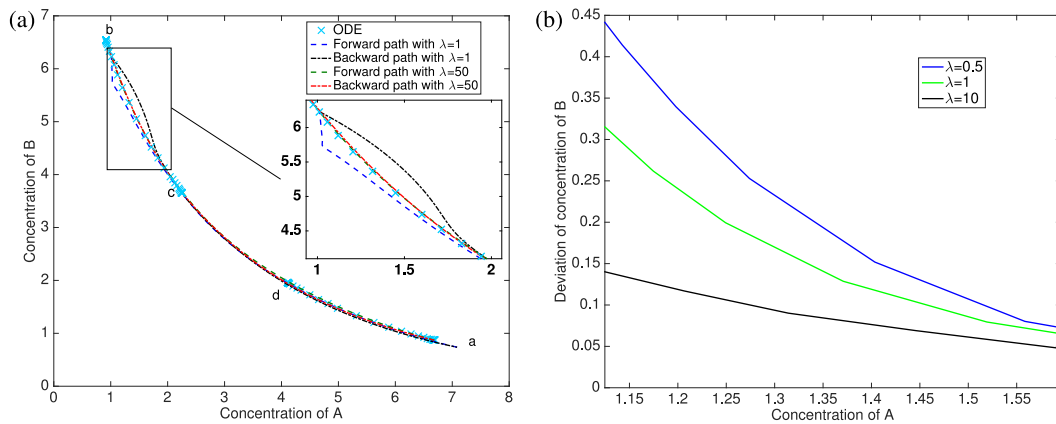 (a)
7
6
5
4
3
2
1
0
Concentration of B
b
c
d
a
ODE
Forward path with λ=1
Backward path with λ=1
Forward path with λ=50
Backward path with λ=50
6
5.5
5
4.5
1
1.5
2
0 1 2 3 4 5 6 7 8
Concentration of A
(b)
0.45
0.4
0.35
0.3
0.25
0.2
0.15
0.1
0.05
0
Deviation of concentration of B
λ=0.5
λ=1
λ=10
1.15 1.2 1.25 1.3 1.35 1.4 1.45 1.5 1.55
Concentration of A